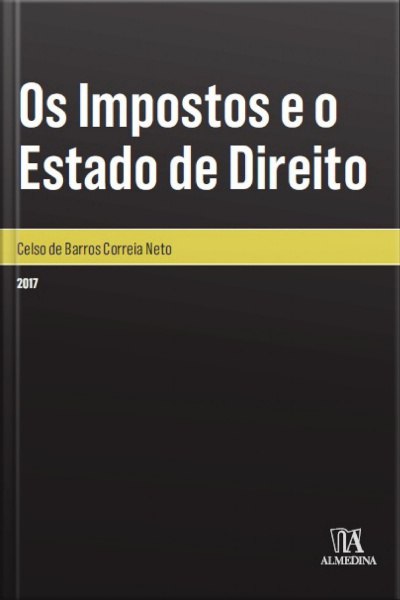 Os Impostos e o
Estado de Direito
Celso de Barros Correia Neto
2017
ALMEDINA